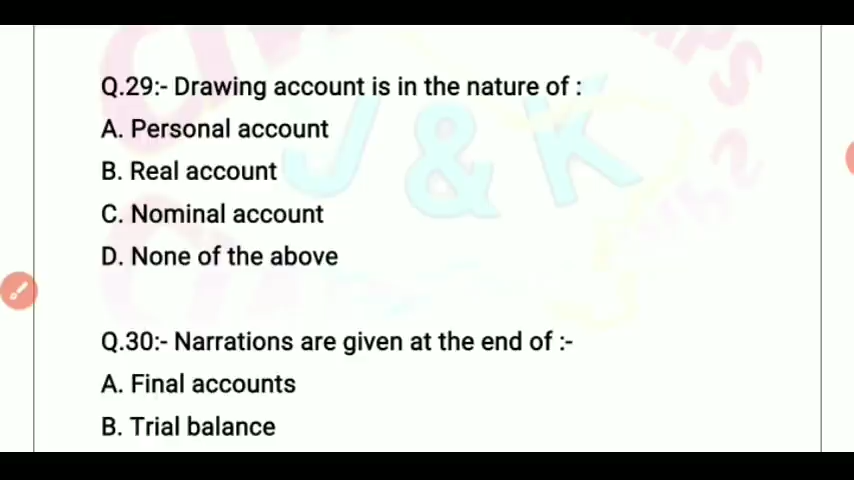 Q.29:- Drawing account is in the nature of :
A. Personal account
B. Real account
C. Nominal account
D. None of the above
Q.30:- Narrations are given at the end of :-
A. Final accounts
B. Trial balance
J & K